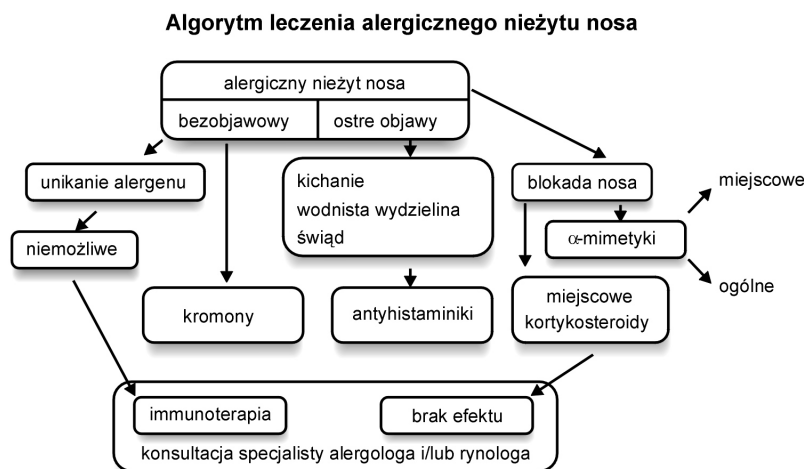 Algorytm leczenia alergicznego nieżytu nosa
alergiczny nieżyt nosa
bezobjawowy
ostre objawy
unikanie alergenu
kichanie
wodnista wydzielina
świąd
blokada nosa
miejscowe
niemożliwe
α-mimetyki
ogólne
kromony
antyhistaminiki
miejscowe
kortykosteroidy
immunoterapia
brak efektu
konsultacja specjalisty alergologa i/lub rynologa